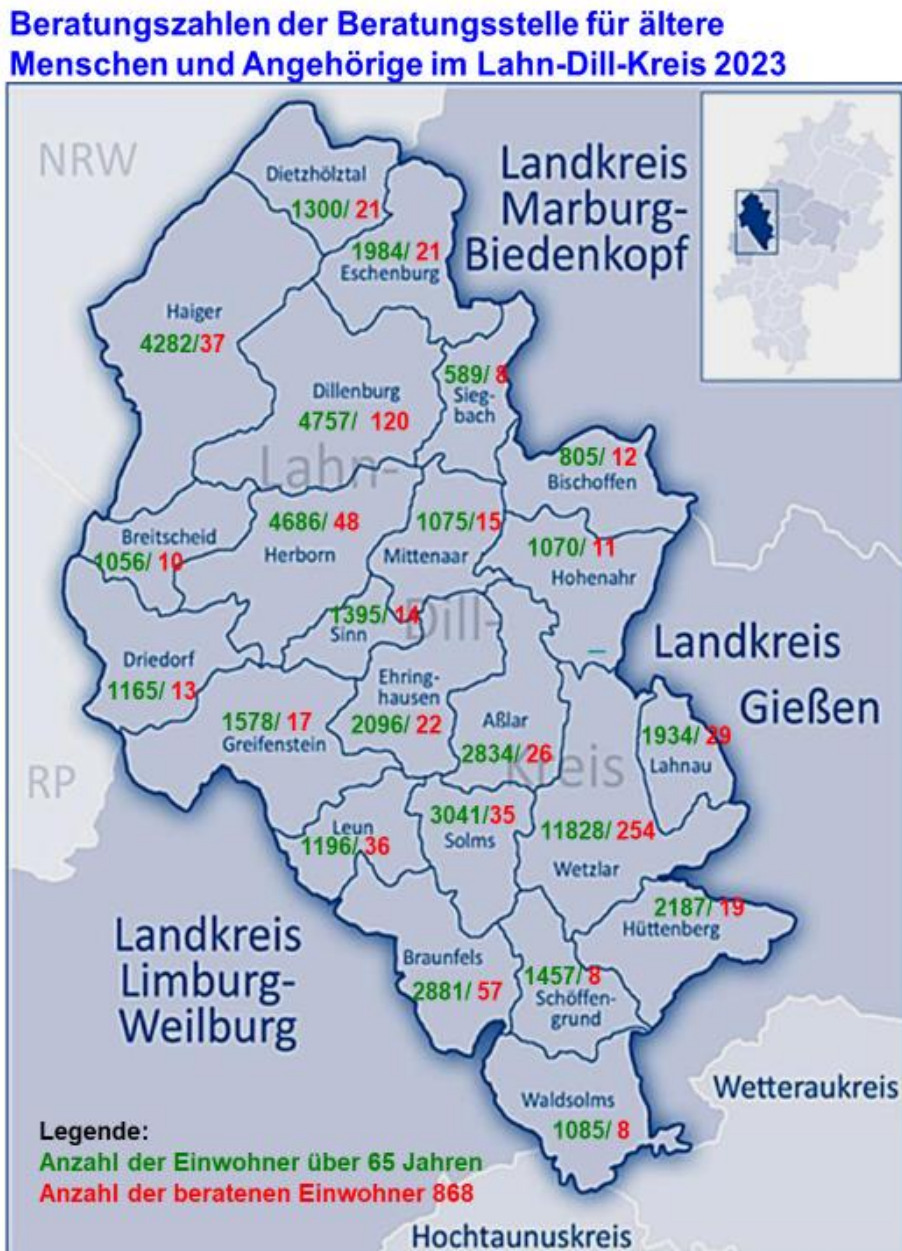 Beratungszahlen der Beratungsstelle für ältere
Menschen und Angehörige im Lahn-Dill-Kreis 2023
NRW
Landkreis
Marburg-
Biedenkopf
Dietzhölztal
1300/ 21
1984/ 21
Eschenburg
Haiger
4282/37
Dillenburg
4757/ 120
589/ 8
Sieg-
bach
Lahn-
805/ 12
Bischoffen
Breitscheid
1056/ 10
4686/ 48
Herborn
1075/15
Mittenaar
1070/ 11
Hohenahr
1395/ 14
Sinn
Dill-
Driedorf
1165/ 13
Landkreis
Gießen
1578/ 17
Greifenstein
Ehring-
hausen
2096/ 22
Aßlar
2834/ 26
Kreis
1934/ 29
Lahnau
RP
Leun
1196/ 36
3041/35
Solms
11828/ 254
Wetzlar
2187/ 19
Hüttenberg
Landkreis
Limburg-
Weilburg
Braunfels
2881/ 57
1457/ 8
Schöffen-
grund
Waldsolms
1085/ 8
Wetteraukreis
Legende:
Anzahl der Einwohner über 65 Jahren
Anzahl der beratenen Einwohner 868
Hochtaunuskreis